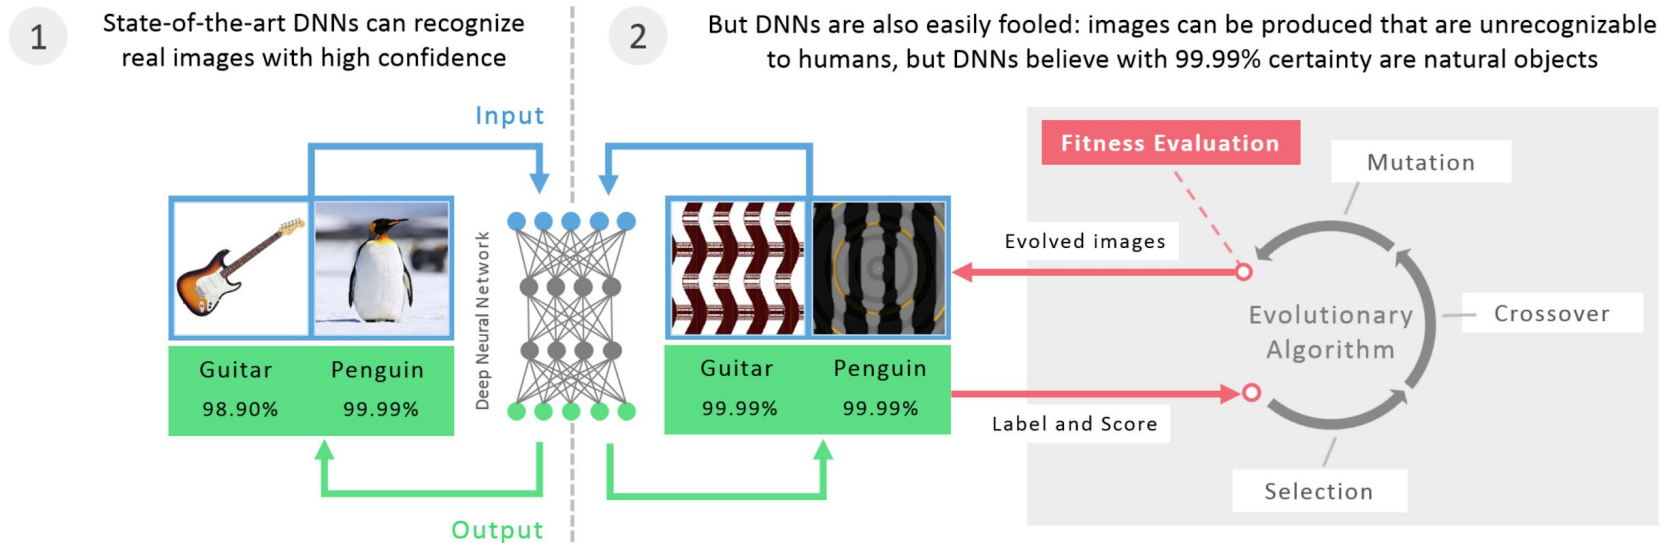 1
State-of-the-art DNNs can recognize
real images with high confidence
2
But DNNs are also easily fooled: images can be produced that are unrecognizable
to humans, but DNNs believe with 99.99% certainty are natural objects
Input
Deep Neural Network
Guitar
98.90%
Penguin
99.99%
Output
Guitar
99.99%
Penguin
99.99%
Evolved images
Label and Score
Fitness Evaluation
Mutation
Crossover
Selection
Evolutionary
Algorithm